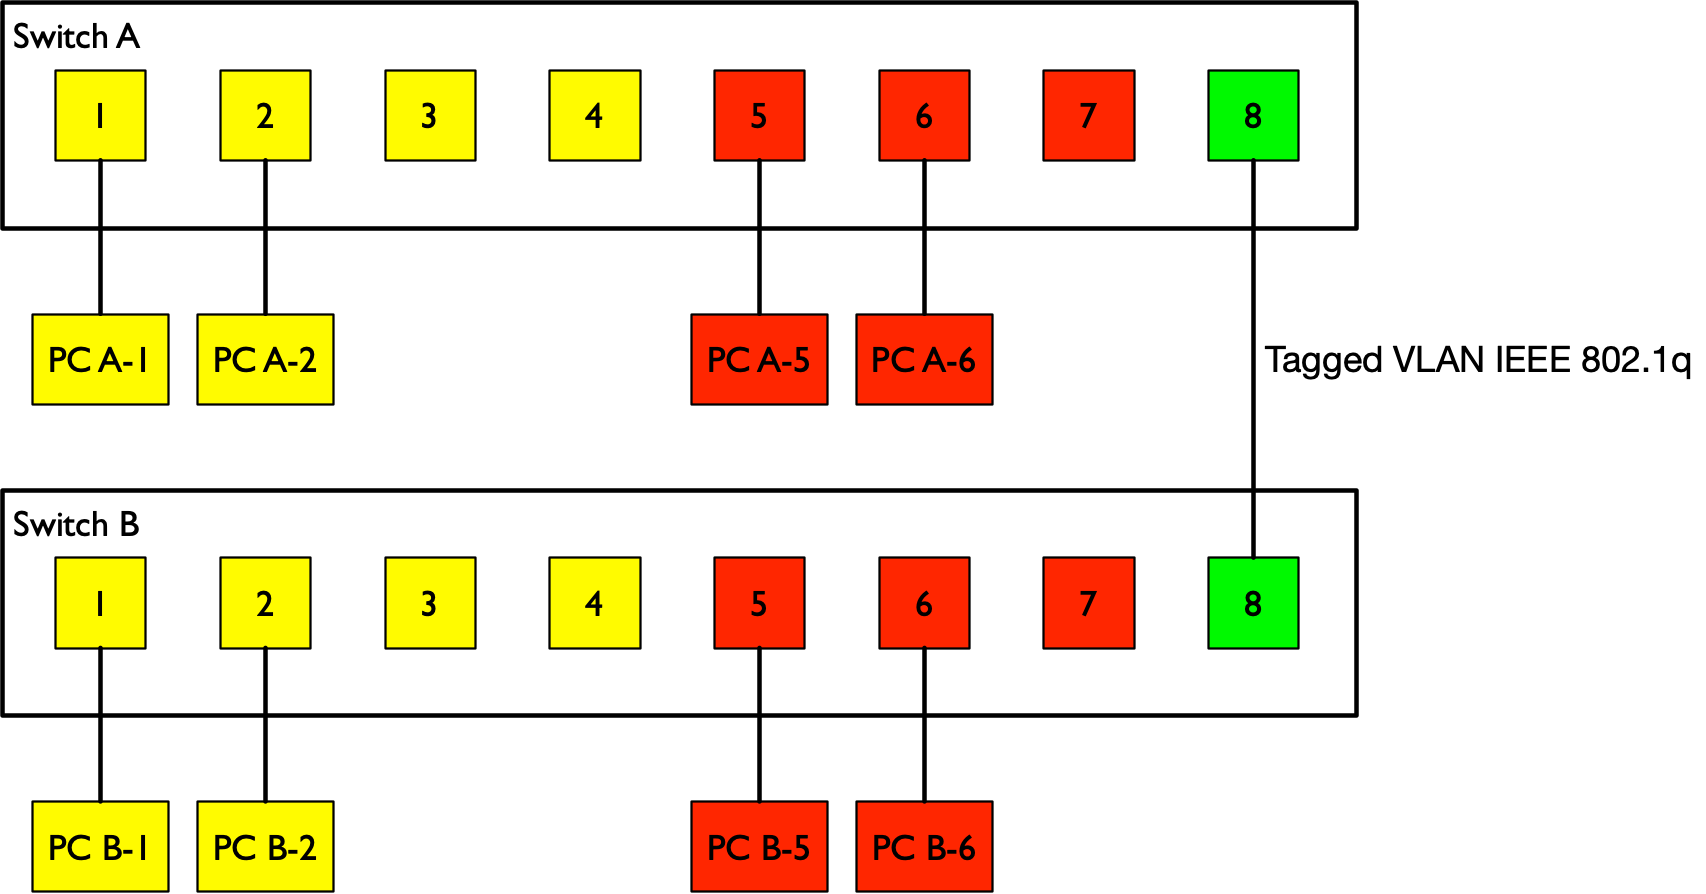 Switch A
1 2 3 4 5 6 7 8
PC A-1 PC A-2 PC A-5 PC A-6
Tagged VLAN IEEE 802.1q
Switch B
1 2 3 4 5 6 7 8
PC B-1 PC B-2 PC B-5 PC B-6